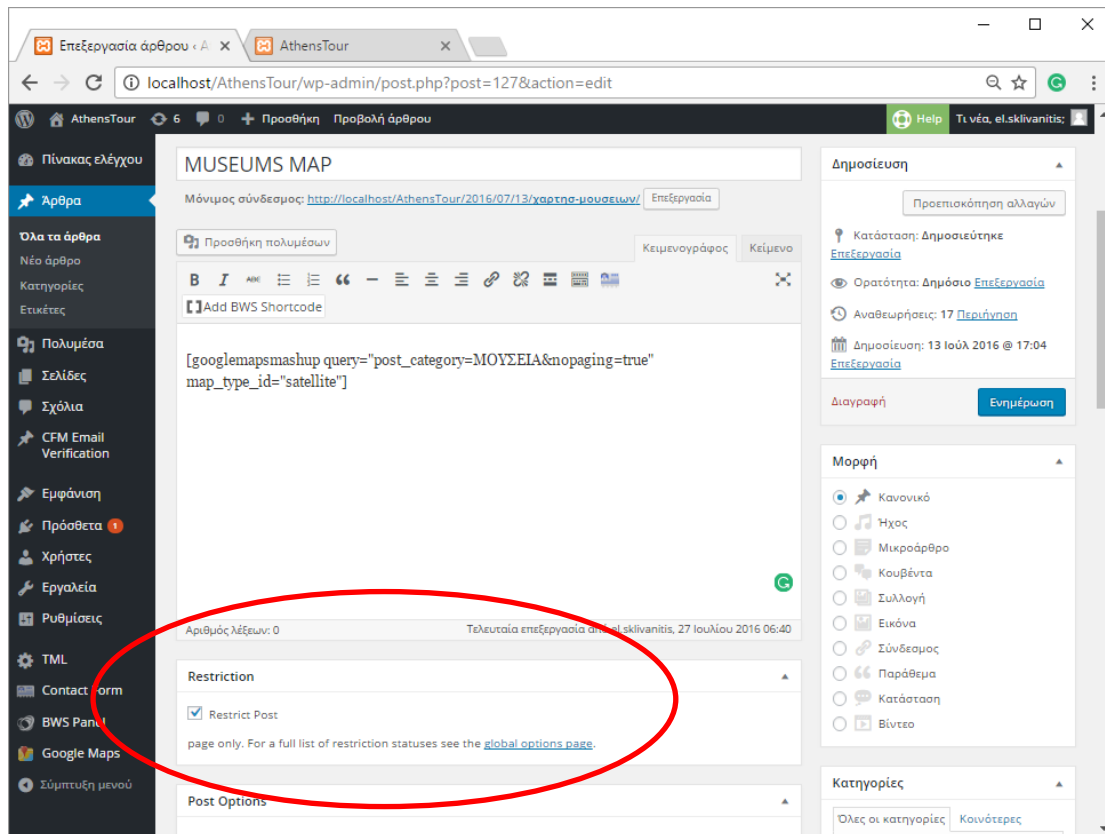 Επεξεργασία άρθρου ‹ A
AthensTour
localhost/AthensTour/wp-admin/post.php?post=127&action=edit
AthensTour
6
0
Προσθήκη
Προβολή άρθρου
Help
Τι νέα, el.sklivanitis;
Πίνακας ελέγχου
Άρθρα
Όλα τα άρθρα
Νέο άρθρο
Κατηγορίες
Ετικέτες
Πολυμέσα
Σελίδες
Σχόλια
CFM Email
Verification
Εμφάνιση
Πρόσθετα 1
Χρήστες
Εργαλεία
Ρυθμίσεις
TML
Contact Form
BWS Panel
Google Maps
Σύμπτυξη μενού
MUSEUMS MAP
Μόνιμος σύνδεσμος: http://localhost/AthensTour/2016/07/13/χαρτησ-μουσειων/ Επεξεργασία
Προσθήκη πολυμέσων
Κειμενογράφος
Κείμενο
B I ABC
Add BWS Shortcode
[googlemapsmashup query="post_category=ΜΟΥΣΕΙΑ&nopaging=true"
map_type_id="satellite"]
Αριθμός λέξεων: 0
Τελευταία επεξεργασία από el.sklivanitis, 27 Ιουλίου 2016 06:40
Restriction
Restrict Post
page only. For a full list of restriction statuses see the global options page.
Post Options
Δημοσίευση
Προεπισκόπηση αλλαγών
Κατάσταση: Δημοσιεύτηκε
Επεξεργασία
Ορατότητα: Δημόσιο Επεξεργασία
Αναθεωρήσεις: 17 Περιήγηση
Δημοσίευση: 13 Ιούλ 2016 @ 17:04
Επεξεργασία
Διαγραφή
Ενημέρωση
Μορφή
Κανονικό
Ήχος
Μικροάρθρο
Κουβέντα
Συλλογή
Εικόνα
Σύνδεσμος
Παράθεμα
Κατάσταση
Βίντεο
Κατηγορίες
Όλες οι κατηγορίες
Κοινότερες